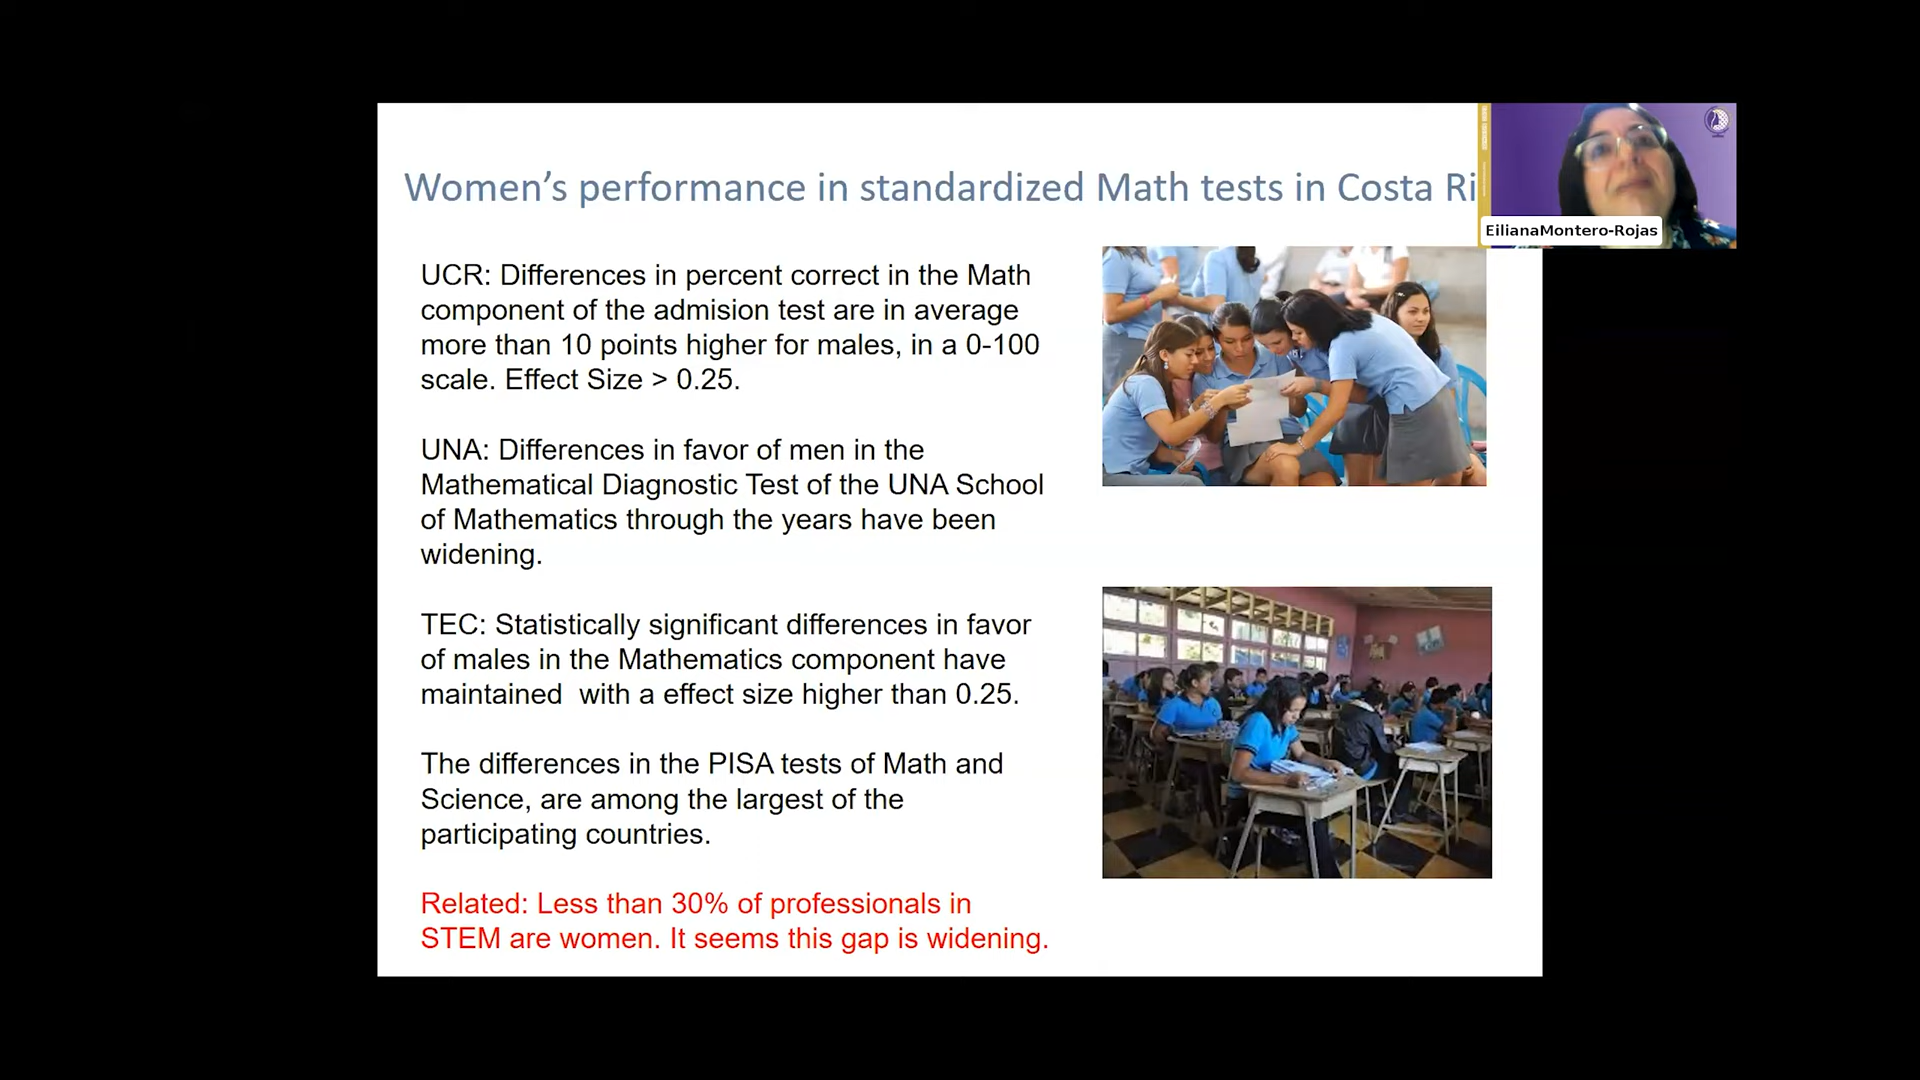 Women’s performance in standardized Math tests in Costa Ri
EilianaMontero-Rojas
UCR: Differences in percent correct in the Math
component of the admision test are in average
more than 10 points higher for males, in a 0-100
scale. Effect Size > 0.25.
UNA: Differences in favor of men in the
Mathematical Diagnostic Test of the UNA School
of Mathematics through the years have been
widening.
TEC: Statistically significant differences in favor
of males in the Mathematics component have
maintained  with a effect size higher than 0.25.
The differences in the PISA tests of Math and
Science, are among the largest of the
participating countries.
Related: Less than 30% of professionals in
STEM are women. It seems this gap is widening.